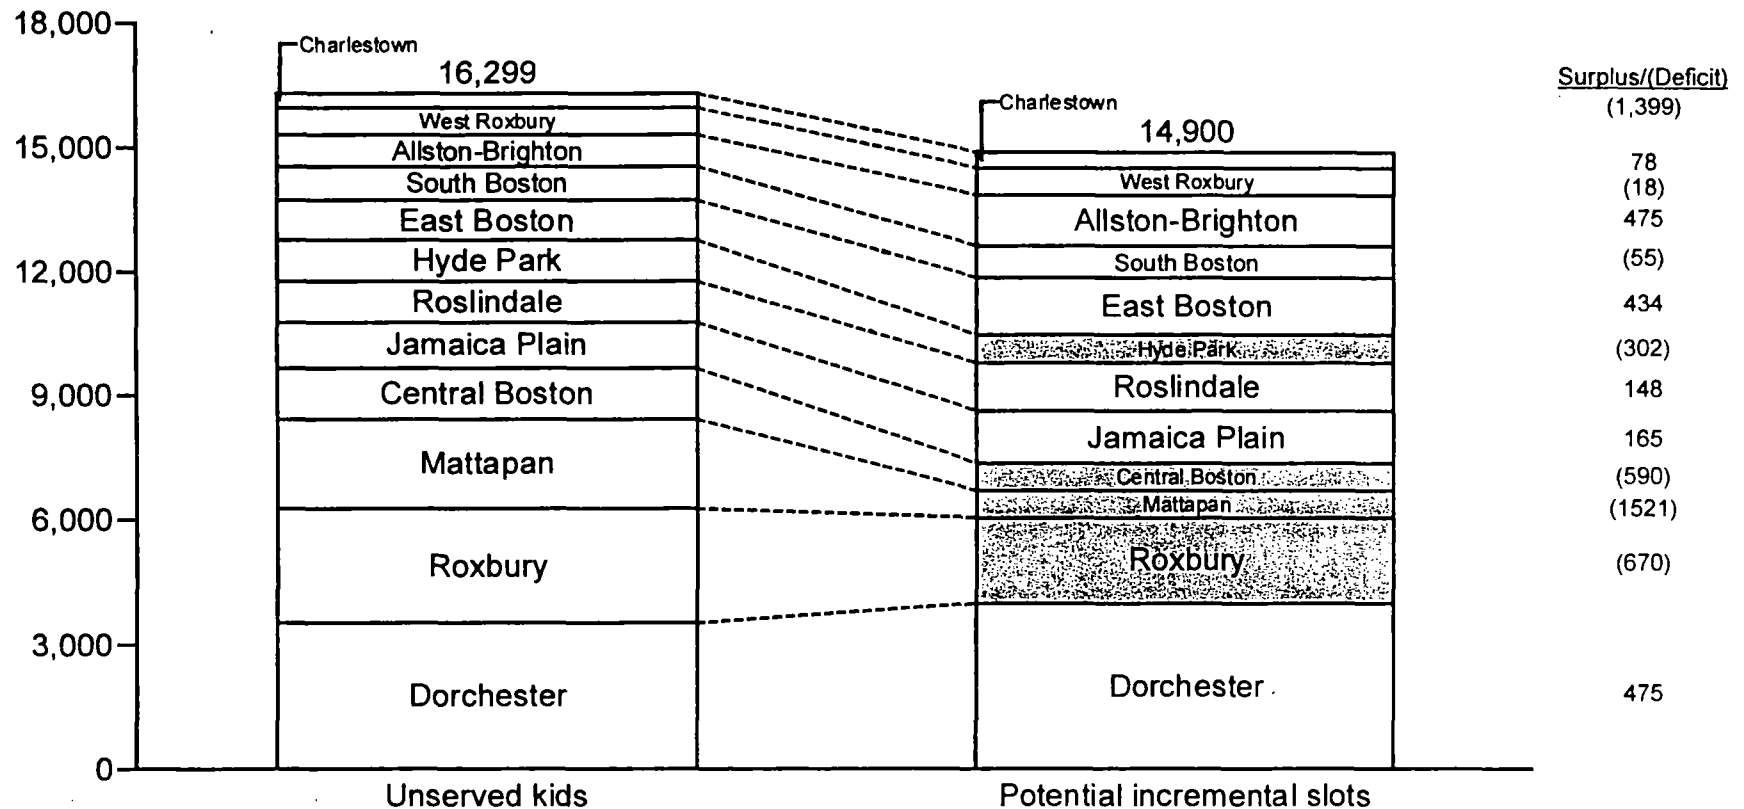 18,000
15,000
12,000
9,000
6,000
3,000
0
Charlestown
16,299
West Roxbury
Allston-Brighton
South Boston
East Boston
Hyde Park
Roslindale
Jamaica Plain
Central Boston
Mattapan
Roxbury
Dorchester
Unserved kids
Charlestown
14,900
West Roxbury
Allston-Brighton
South Boston
East Boston
Hyde Park
Roslindale
Jamaica Plain
Central Boston
Mattapan
Roxbury
Dorchester
Potential incremental slots
Surplus/(Deficit)
(1,399)
78
(18)
475
(55)
434
(302)
148
165
(590)
(1521)
(670)
475